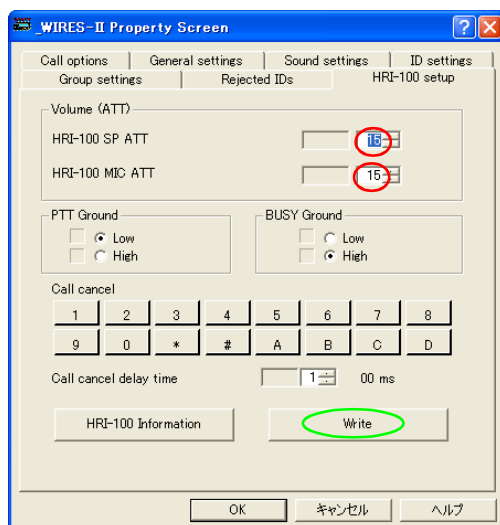 _WIRES-II Property Screen
Call options General settings Sound settings ID settings
Group settings Rejected IDs HRI-100 setup
Volume (ATT)
HRI-100 SP ATT 15
HRI-100 MIC ATT 15
PTT Ground BUSY Ground
Low Low
High High
Call cancel
1 2 3 4 5 6 7 8
9 0 * # A B C D
Call cancel delay time 1 00 ms
HRI-100 Information Write
OK キャンセル ヘルプ